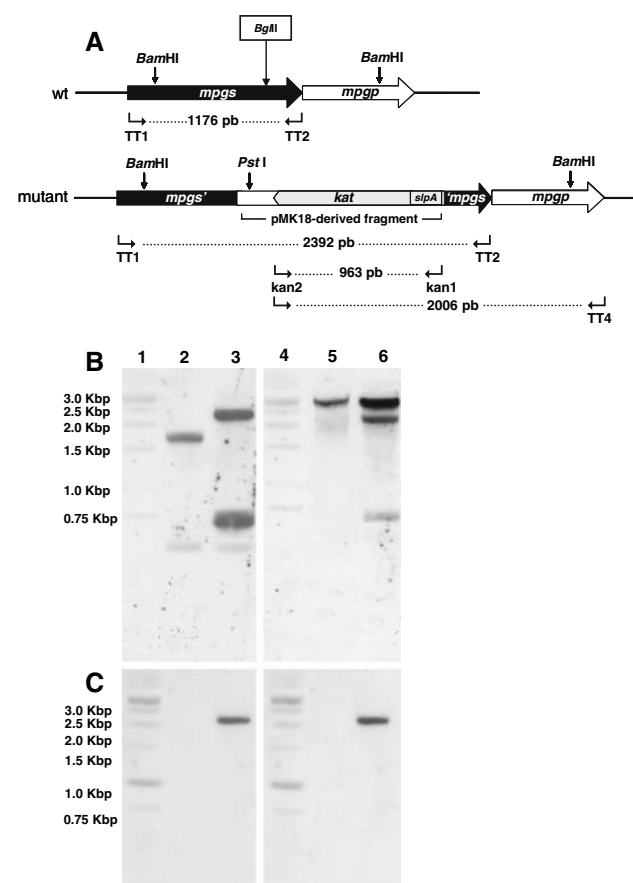 A
BglII
BamHI
BamHI
wt
mpgs
mpgp
1176 pb
TT1
TT2
BamHI
Pst I
BamHI
mutant
mpgs'
kat
slpA
'mpgs
mpgp
pMK18-derived fragment
2392 pb
TT1
TT2
963 pb
kan2
kan1
2006 pb
TT4
B
1 2 3 4 5 6
3.0 Kbp
2.5 Kbp
2.0 Kbp
1.5 Kbp
1.0 Kbp
0.75 Kbp
C
3.0 Kbp
2.5 Kbp
2.0 Kbp
1.5 Kbp
1.0 Kbp
0.75 Kbp